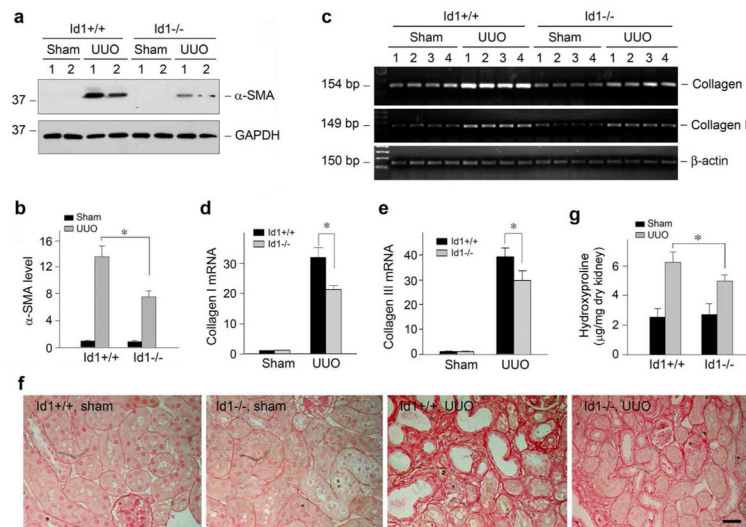 a
Id1+/+ Id1-/-
Sham UUO Sham UUO
1 2 1 2 1 2 1 2
37
α-SMA
37
GAPDH
b
Sham
UUO
*
α-SMA level
16
12
8
4
0
Id1+/+ Id1-/-
c
Id1+/+ Id1-/-
Sham UUO Sham UUO
1 2 3 4 1 2 3 4 1 2 3 4 1 2 3 4
154 bp
Collagen
149 bp
Collagen
150 bp
β-actin
d
Id1+/+
Id1-/-
*
Collagen I mRNA
40
20
0
Sham UUO
e
Id1+/+
Id1-/-
*
Collagen III mRNA
40
20
0
Sham UUO
g
Sham
UUO
*
Hydroxyproline
(μg/mg dry kidney)
8
6
4
2
0
Id1+/+ Id1-/-
f
Id1+/+, sham
Id1-/-, sham
Id1+/+, UUO
Id1-/-, UUO